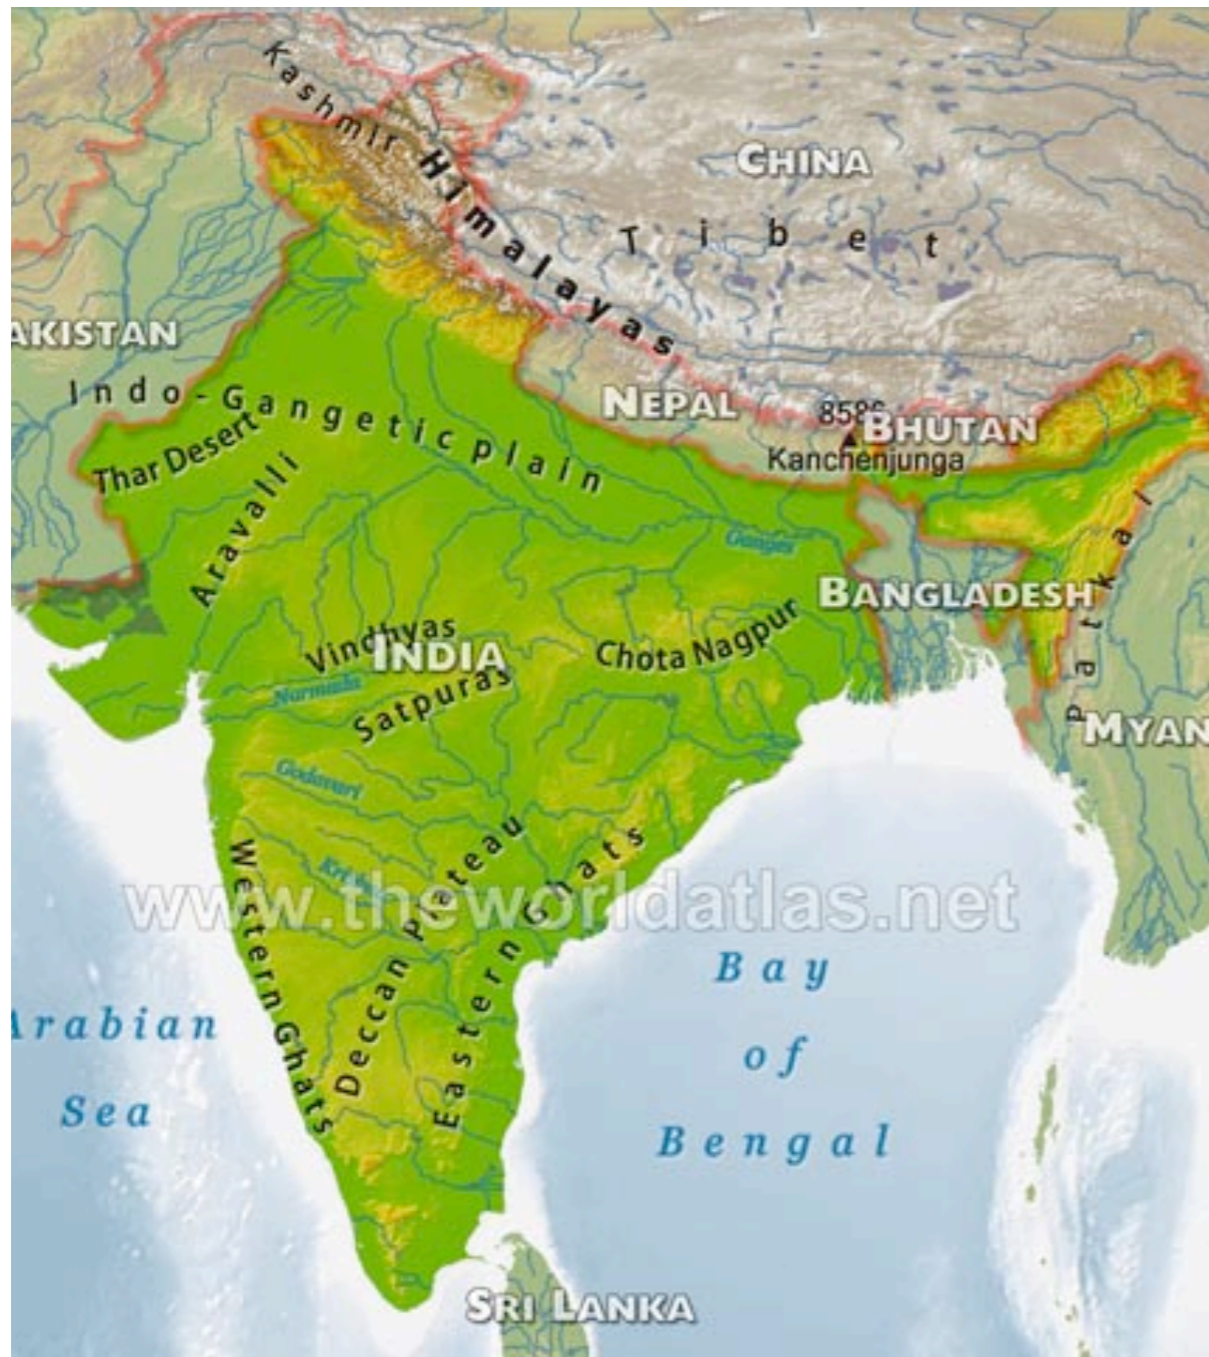 Kashmir
Himalayas
CHINA
Tibet
AKISTAN
Indo-Gangetic plain
NEPAL
8586
BHUTAN
Kanchenjunga
Thar Desert
Aravalli
Ganges
Patkal
BANGLADESH
Vindhyas
INDIA
Chota Nagpur
Narmada
Satpuras
MYAN
Godavari
Western Ghats
Deccan Plateau
Eastern Ghats
www.theworldatlas.net
Bay
of
Bengal
Arabian
Sea
SRI LANKA